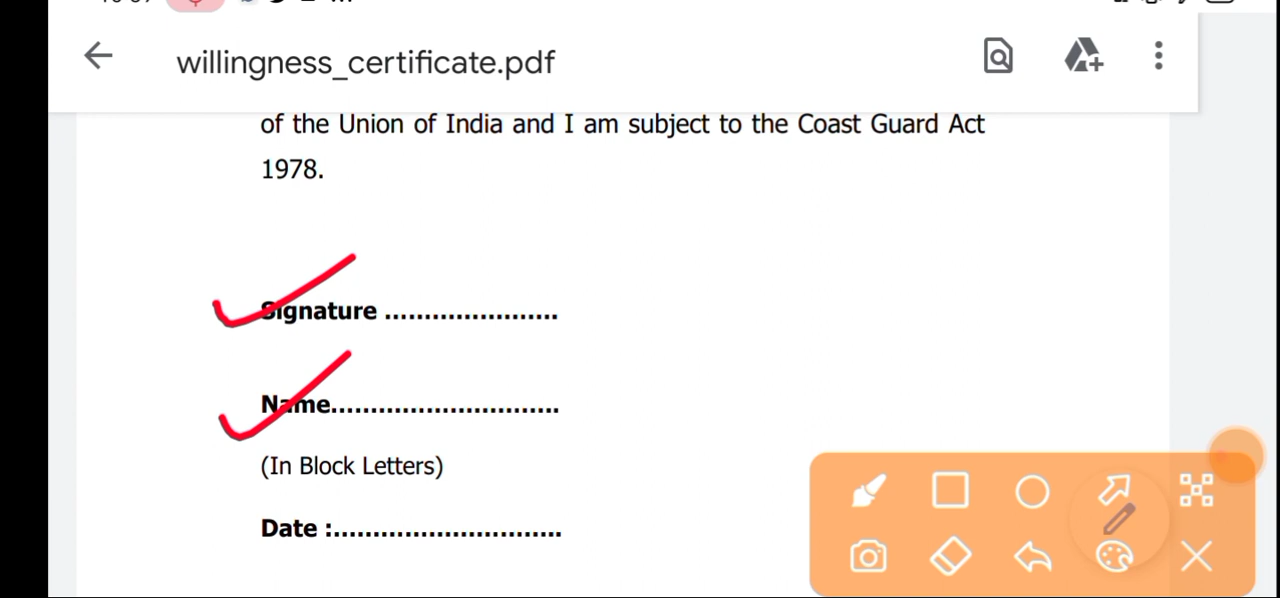 willingness_certificate.pdf
of the Union of India and I am subject to the Coast Guard Act
1978.
Signature ......................
Name.............................
(In Block Letters)
Date :.............................